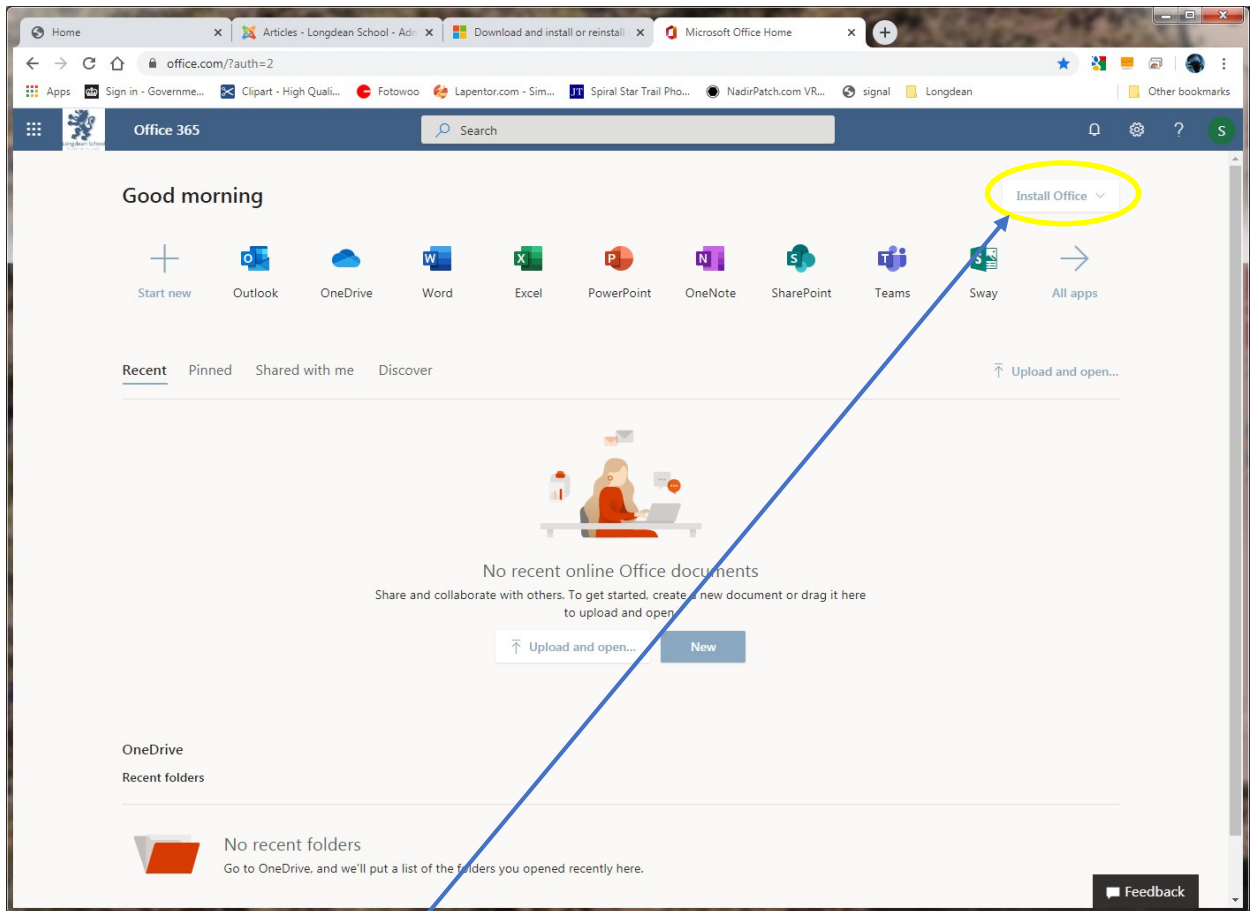 Home
Articles - Longdean School - Adn
Download and install or reinstall
Microsoft Office Home
office.com/?auth=2
Apps
Sign in - Governme...
Clipart - High Quali...
Fotowoo
Lapentor.com - Sim...
JT
Spiral Star Trail Pho...
NadirPatch.com VR...
signal
Longdean
Other bookmarks
Longdean School
Office 365
Search
?
S
Good morning
Install Office
Start new
Outlook
OneDrive
Word
Excel
PowerPoint
OneNote
SharePoint
Teams
Sway
All apps
Recent
Pinned
Shared with me
Discover
Upload and open...
No recent online Office documents
Share and collaborate with others. To get started, create a new document or drag it here
to upload and open
Upload and open...
New
OneDrive
Recent folders
No recent folders
Go to OneDrive, and we'll put a list of the folders you opened recently here.
Feedback